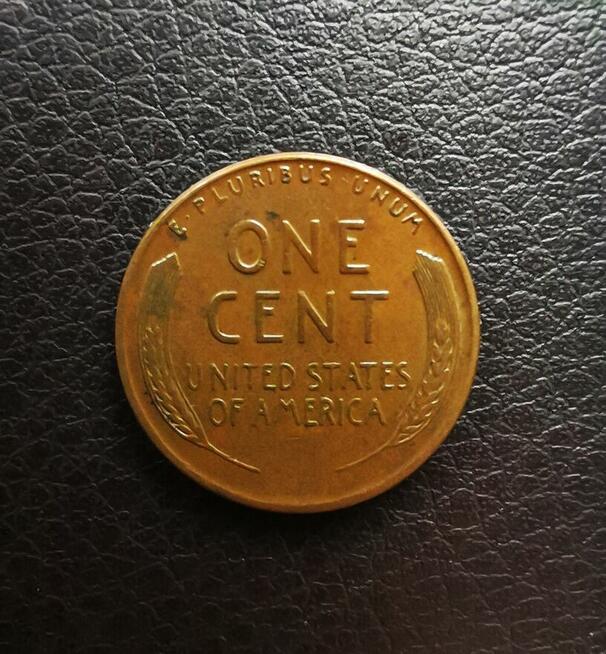 E·PLURIBUS·UNUM
ONE
CENT
UNITED STATES
OF AMERICA